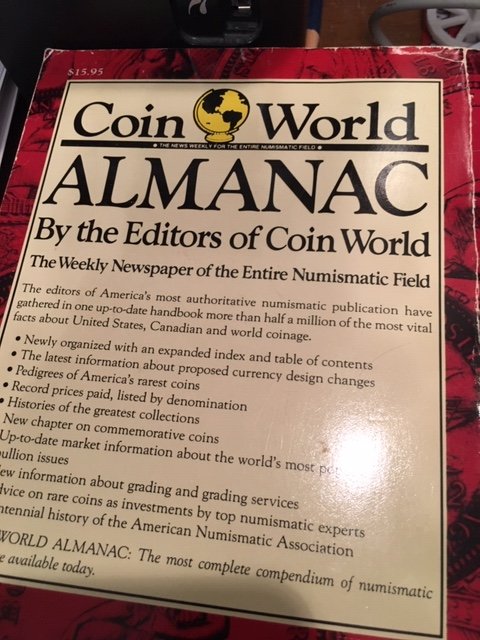 $15.95
Coin World
• THE NEWS WEEKLY FOR THE ENTIRE NUMISMATIC FIELD •
ALMANAC
By the Editors of Coin World
The Weekly Newspaper of the Entire Numismatic Field
The editors of America's most authoritative numismatic publication have
gathered in one up-to-date handbook more than half a million of the most vital
facts about United States, Canadian and world coinage.
• Newly organized with an expanded index and table of contents
• The latest information about proposed currency design changes
• Pedigrees of America's rarest coins
• Record prices paid, listed by denomination
• Histories of the greatest collections
New chapter on commemorative coins
Up-to-date market information about the world's most
ullion issues
ew information about grading and grading services
dvice on rare coins as investments by top numismatic experts
ntennial history of the American Numismatic Association
WORLD ALMANAC: The most complete compendium of numismatic
e available today.